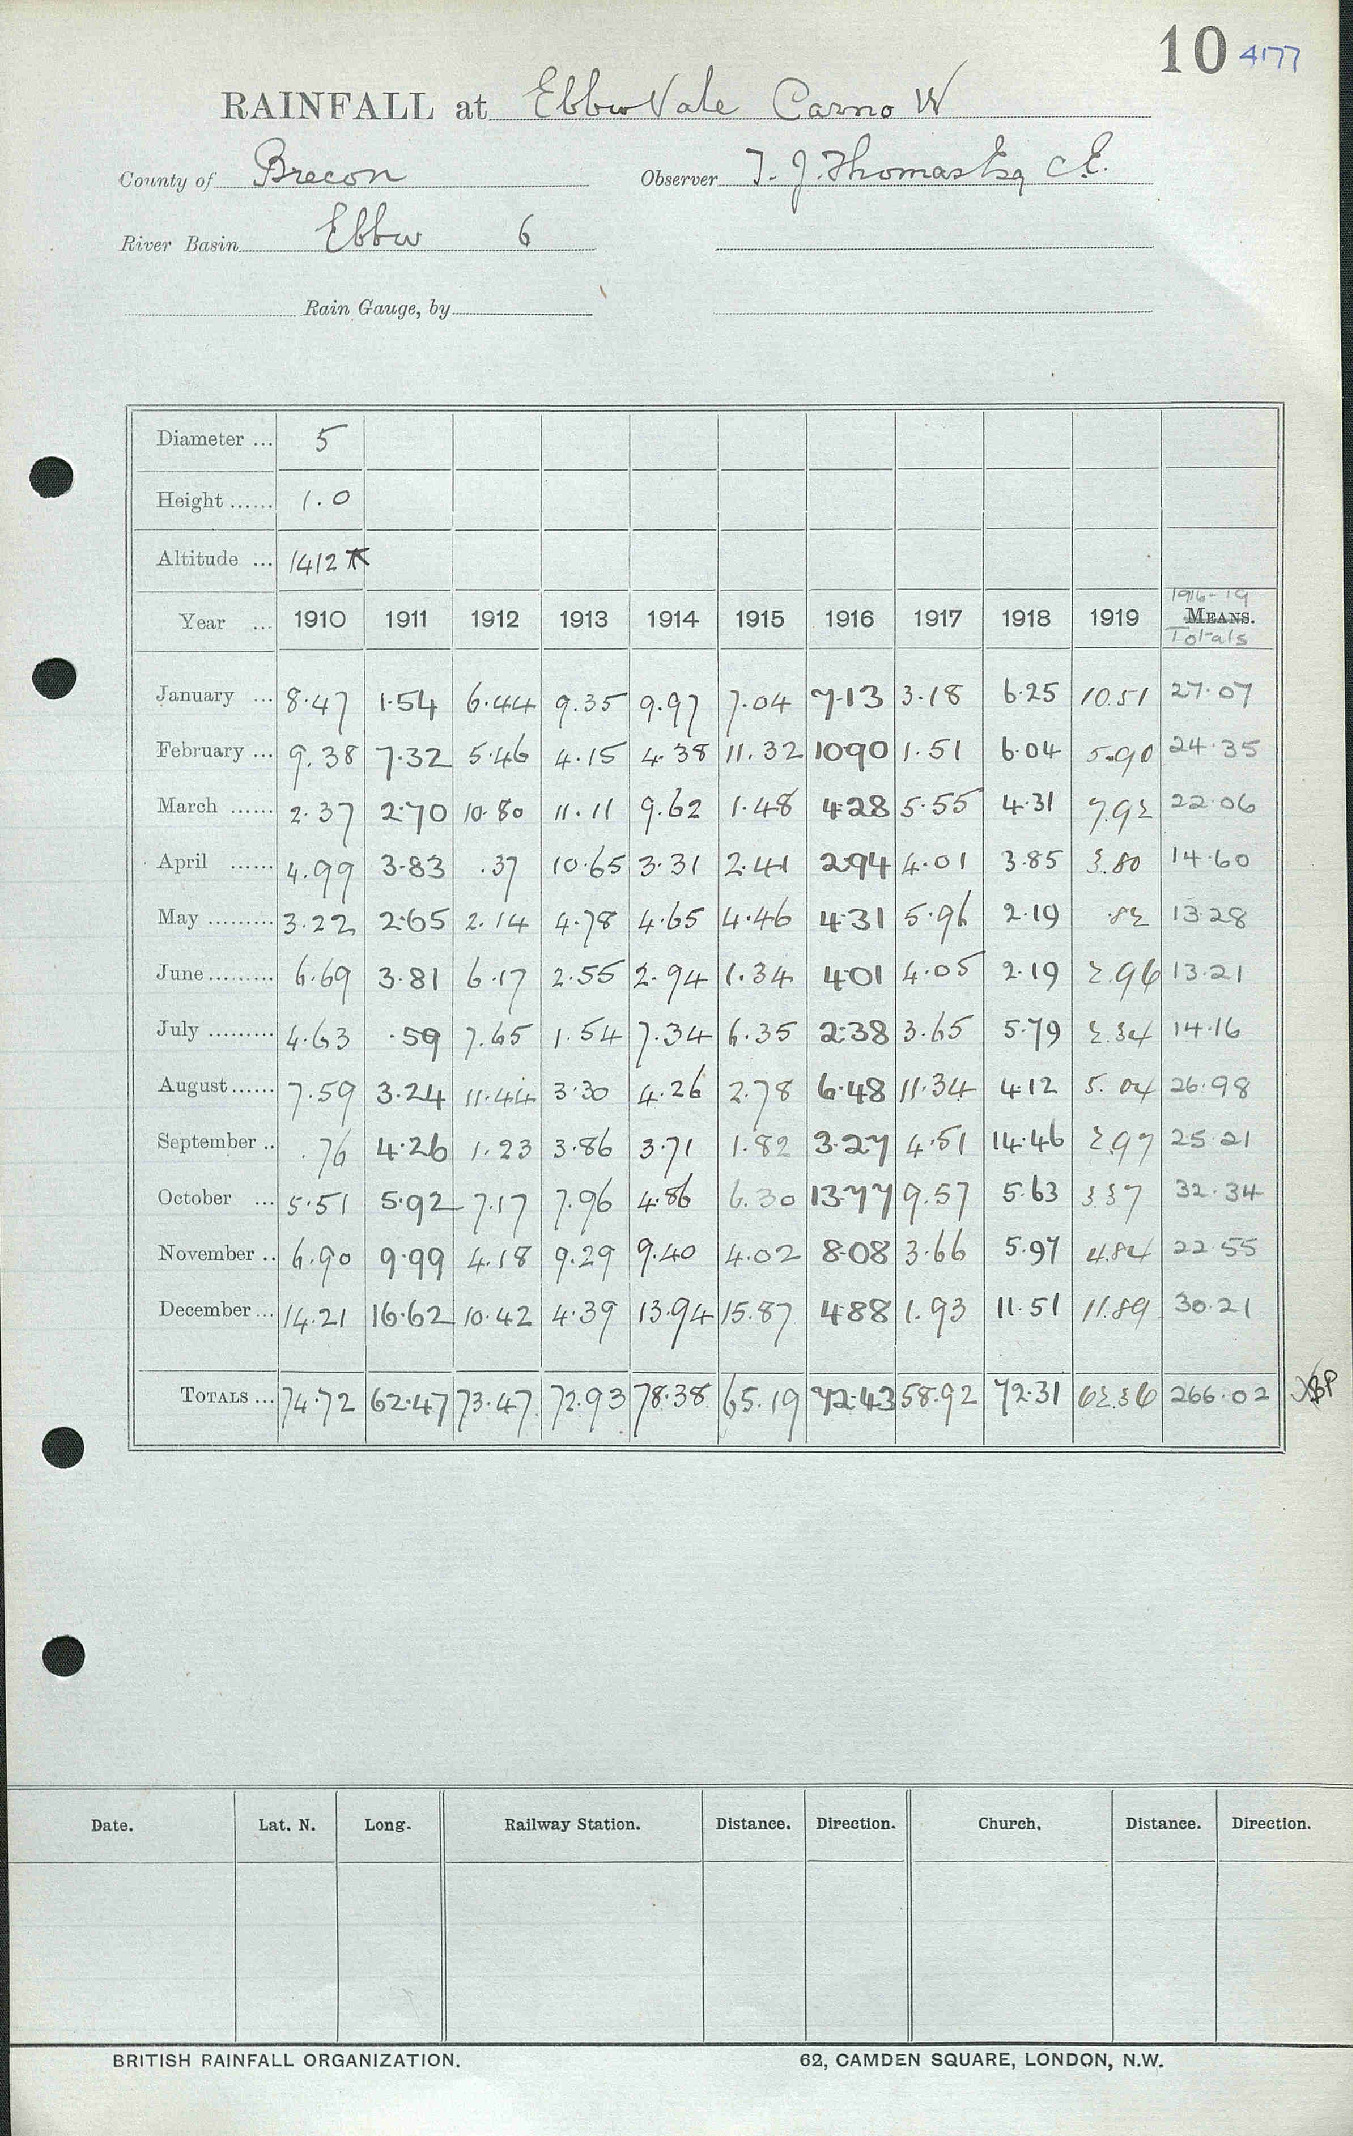 10 4177
RAINFALL at Ebbw Vale Carno W
County of Brecon Observer T. J. Thomas Esq C.E.
River Basin Ebbw 6
Rain Gauge, by
Diameter ... 5
Height ...... 1.0
Altitude ... 1412
1916-19
Year ... 1910 1911 1912 1913 1914 1915 1916 1917 1918 1919 MEANS.
Totals
January ... 8.47 1.54 6.44 9.35 9.97 7.04 7.13 3.18 6.25 10.51 27.07
February ... 9.38 7.32 5.46 4.15 4.38 11.32 10.90 1.51 6.04 5.90 24.35
March ...... 2.37 2.70 10.80 11.11 9.62 1.48 4.28 5.55 4.31 7.92 22.06
April ...... 4.99 3.83 .37 10.65 3.31 2.41 2.94 4.01 3.85 3.80 14.60
May ......... 3.22 2.65 2.14 4.78 4.65 4.46 4.31 5.96 2.19 .82 13.28
June ......... 6.69 3.81 6.17 2.55 2.94 1.34 4.01 4.05 2.19 2.96 13.21
July ......... 4.63 .59 7.65 1.54 7.34 6.35 2.38 3.65 5.79 2.34 14.16
August ...... 7.59 3.24 11.44 3.30 4.26 2.78 6.48 11.34 4.12 5.04 26.98
September .. .76 4.26 1.23 3.86 3.71 1.82 3.27 4.51 14.46 2.97 25.21
October ... 5.51 5.92 7.17 7.96 4.86 6.30 13.77 9.57 5.63 3.37 32.34
November .. 6.90 9.99 4.18 9.29 9.40 4.02 8.08 3.66 5.97 4.84 22.55
December ... 14.21 16.62 10.42 4.39 13.94 15.87 4.88 1.93 11.51 11.89 30.21
TOTALS ... 74.72 62.47 73.47 72.93 78.38 65.19 72.43 58.92 72.31 62.36 266.02
Date. Lat. N. Long. Railway Station. Distance. Direction. Church. Distance. Direction.
BRITISH RAINFALL ORGANIZATION. 62, CAMDEN SQUARE, LONDON, N.W.